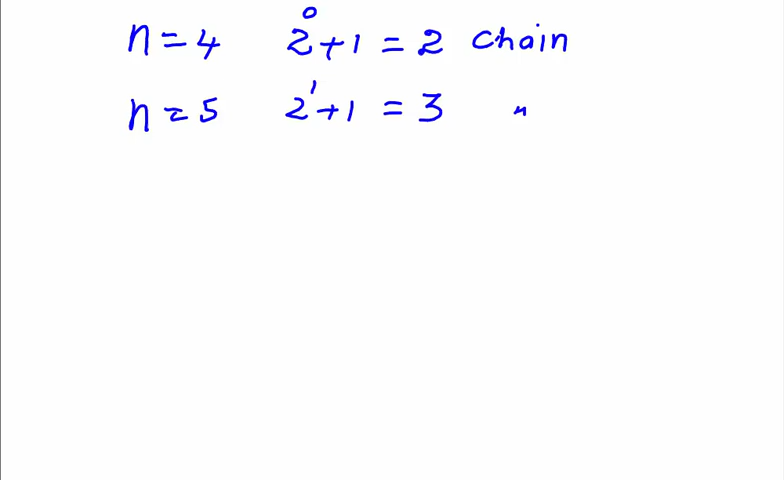 n = 4 2⁰ + 1 = 2 chain
n = 5 2¹ + 1 = 3 "